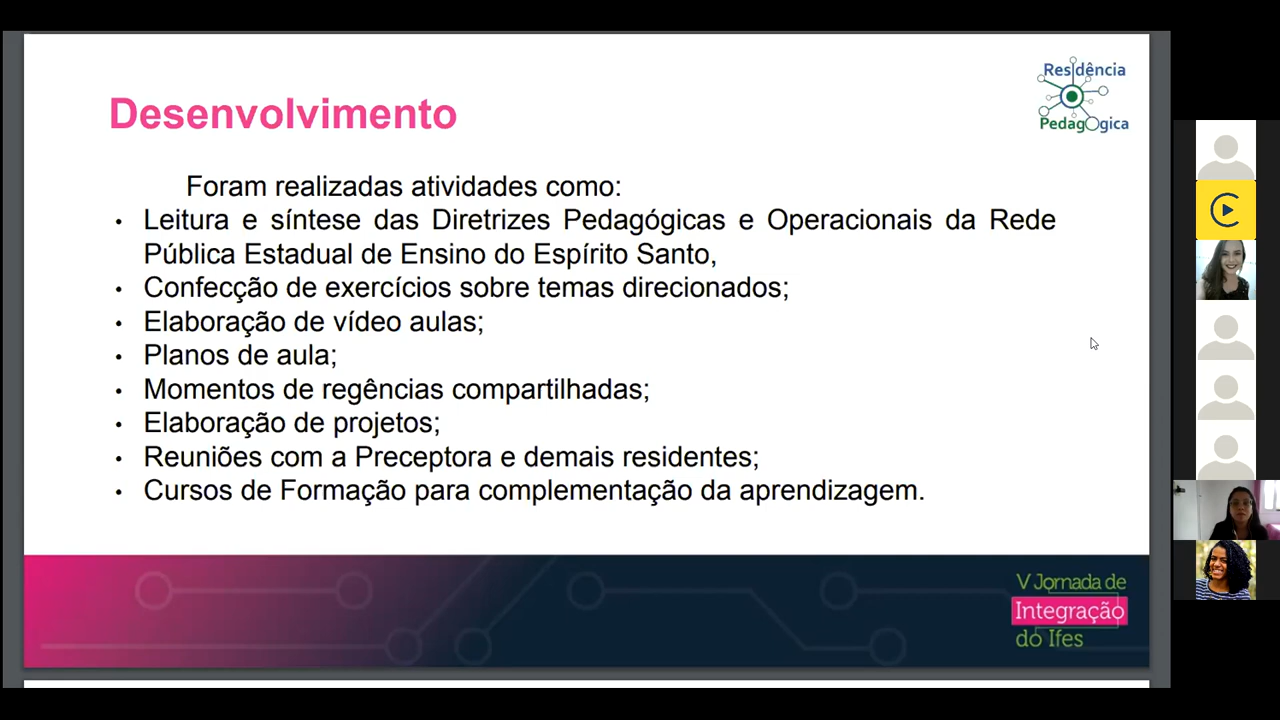 Residência
Pedagógica
Desenvolvimento
Foram realizadas atividades como:
• Leitura e síntese das Diretrizes Pedagógicas e Operacionais da Rede
Pública Estadual de Ensino do Espírito Santo,
• Confecção de exercícios sobre temas direcionados;
• Elaboração de vídeo aulas;
• Planos de aula;
• Momentos de regências compartilhadas;
• Elaboração de projetos;
• Reuniões com a Preceptora e demais residentes;
• Cursos de Formação para complementação da aprendizagem.
V Jornada de
Integração
do Ifes